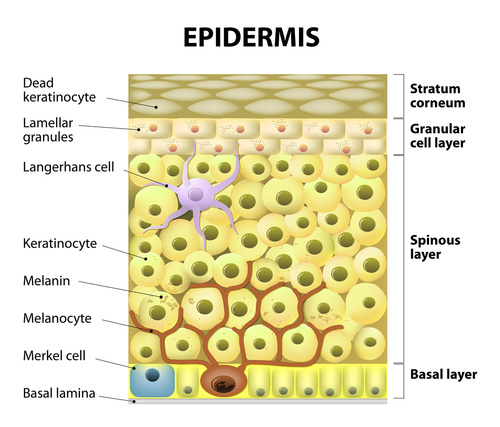 EPIDERMIS
Dead
keratinocyte
Lamellar
granules
Langerhans cell
Keratinocyte
Melanin
Melanocyte
Merkel cell
Basal lamina
Stratum
corneum
Granular
cell layer
Spinous
layer
Basal layer